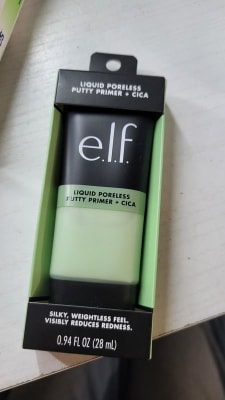 LIQUID PORELESS
PUTTY PRIMER + CICA
e.l.f.
LIQUID PORELESS
PUTTY PRIMER + CICA
SILKY, WEIGHTLESS FEEL.
VISIBLY REDUCES REDNESS.
0.94 FL OZ (28 mL)